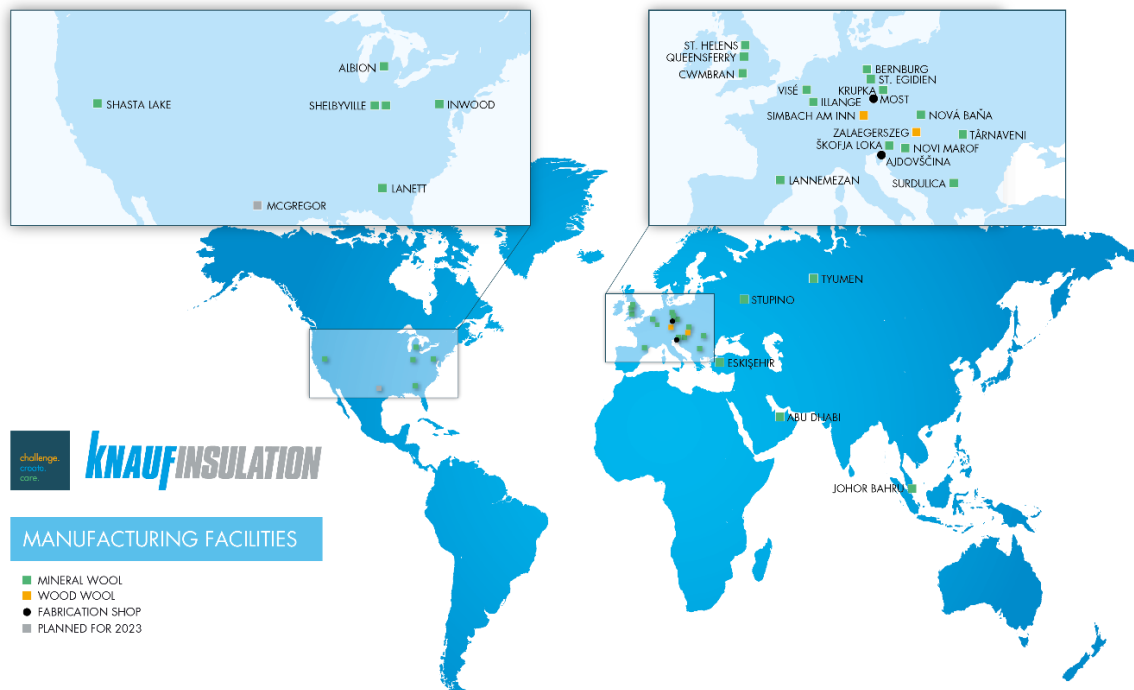 ALBION
SHASTA LAKE
SHELBYVILLE
INWOOD
LANETT
MCGREGOR
ST. HELENS
QUEENSFERRY
CWMBRAN
BERNBURG
ST. EGIDIEN
VISÉ
KRUPKA
ILLANGE
MOST
SIMBACH AM INN
NOVÁ BAŇA
ZALAEGERSZEG
TÂRNAVENI
ŠKOFJA LOKA
NOVI MAROF
AJDOVŠČINA
LANNEMEZAN
SURDULICA
TYUMEN
STUPINO
ESKIŞEHIR
ABU DHABI
JOHOR BAHRU
challenge.
create.
care.
KNAUFINSULATION
MANUFACTURING FACILITIES
MINERAL WOOL
WOOD WOOL
FABRICATION SHOP
PLANNED FOR 2023